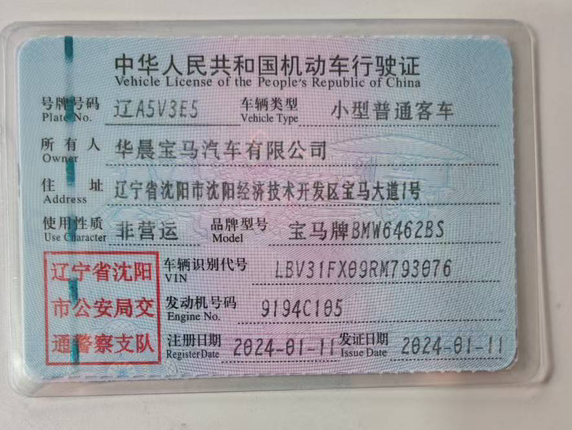 中华人民共和国机动车行驶证
Vehicle License of the People's Republic of China
号牌号码 辽A5V3E5 车辆类型 小型普通客车
Plate No. Vehicle Type
所有人 华晨宝马汽车有限公司
Owner
住址 辽宁省沈阳市沈阳经济技术开发区宝马大道1号
Address
使用性质 非营运 品牌型号 宝马牌BMW6462BS
Use Character Model
辽宁省沈阳市公安局交通警察支队
车辆识别代号 LBV31FX09RM793076
VIN
发动机号码 9194C105
Engine No.
注册日期 2024-01-11 发证日期 2024-01-11
Register Date Issue Date